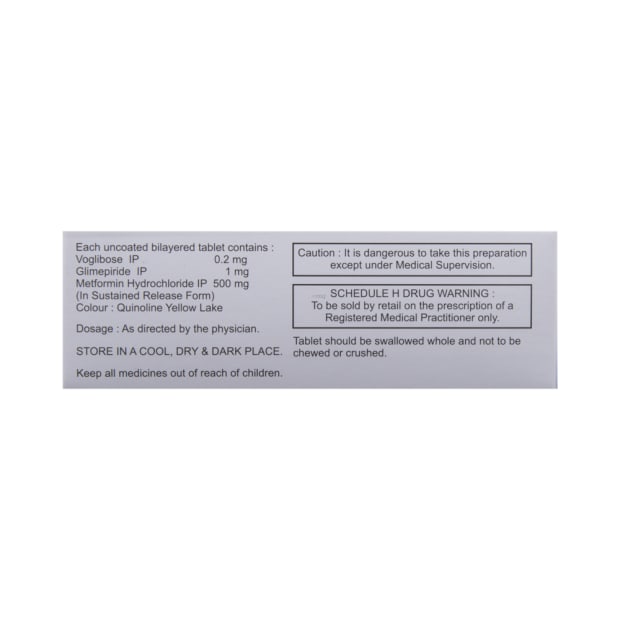 Each uncoated bilayered tablet contains :
Voglibose IP 0.2 mg
Glimepiride IP 1 mg
Metformin Hydrochloride IP 500 mg
(In Sustained Release Form)
Colour : Quinoline Yellow Lake
Dosage : As directed by the physician.
STORE IN A COOL, DRY & DARK PLACE.
Keep all medicines out of reach of children.
Caution : It is dangerous to take this preparation
except under Medical Supervision.
SCHEDULE H DRUG WARNING :
To be sold by retail on the prescription of a
Registered Medical Practitioner only.
Tablet should be swallowed whole and not to be
chewed or crushed.